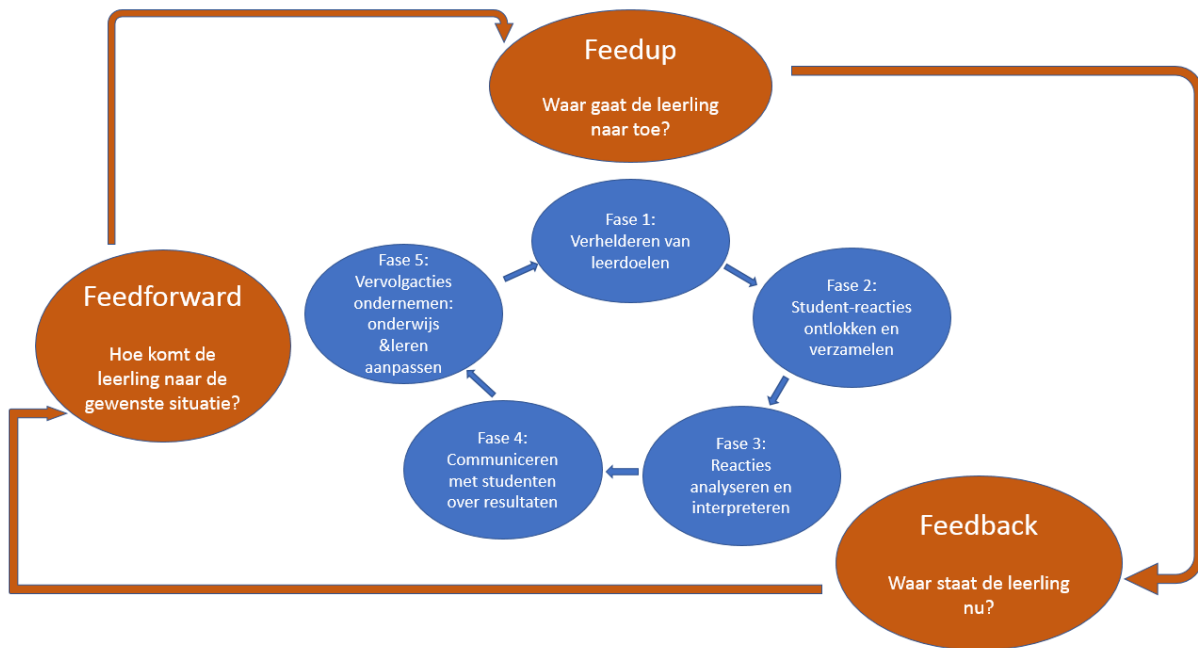 Feedup
Waar gaat de leerling
naar toe?
Fase 1:
Verhelderen van
leerdoelen
Fase 2:
Student-reacties
ontlokken en
verzamelen
Fase 3:
Reacties
analyseren en
interpreteren
Fase 4:
Communiceren
met studenten
over resultaten
Fase 5:
Vervolgacties
ondernemen:
onderwijs
&leren
aanpassen
Feedforward
Hoe komt de
leerling naar de
gewenste situatie?
Feedback
Waar staat de leerling
nu?